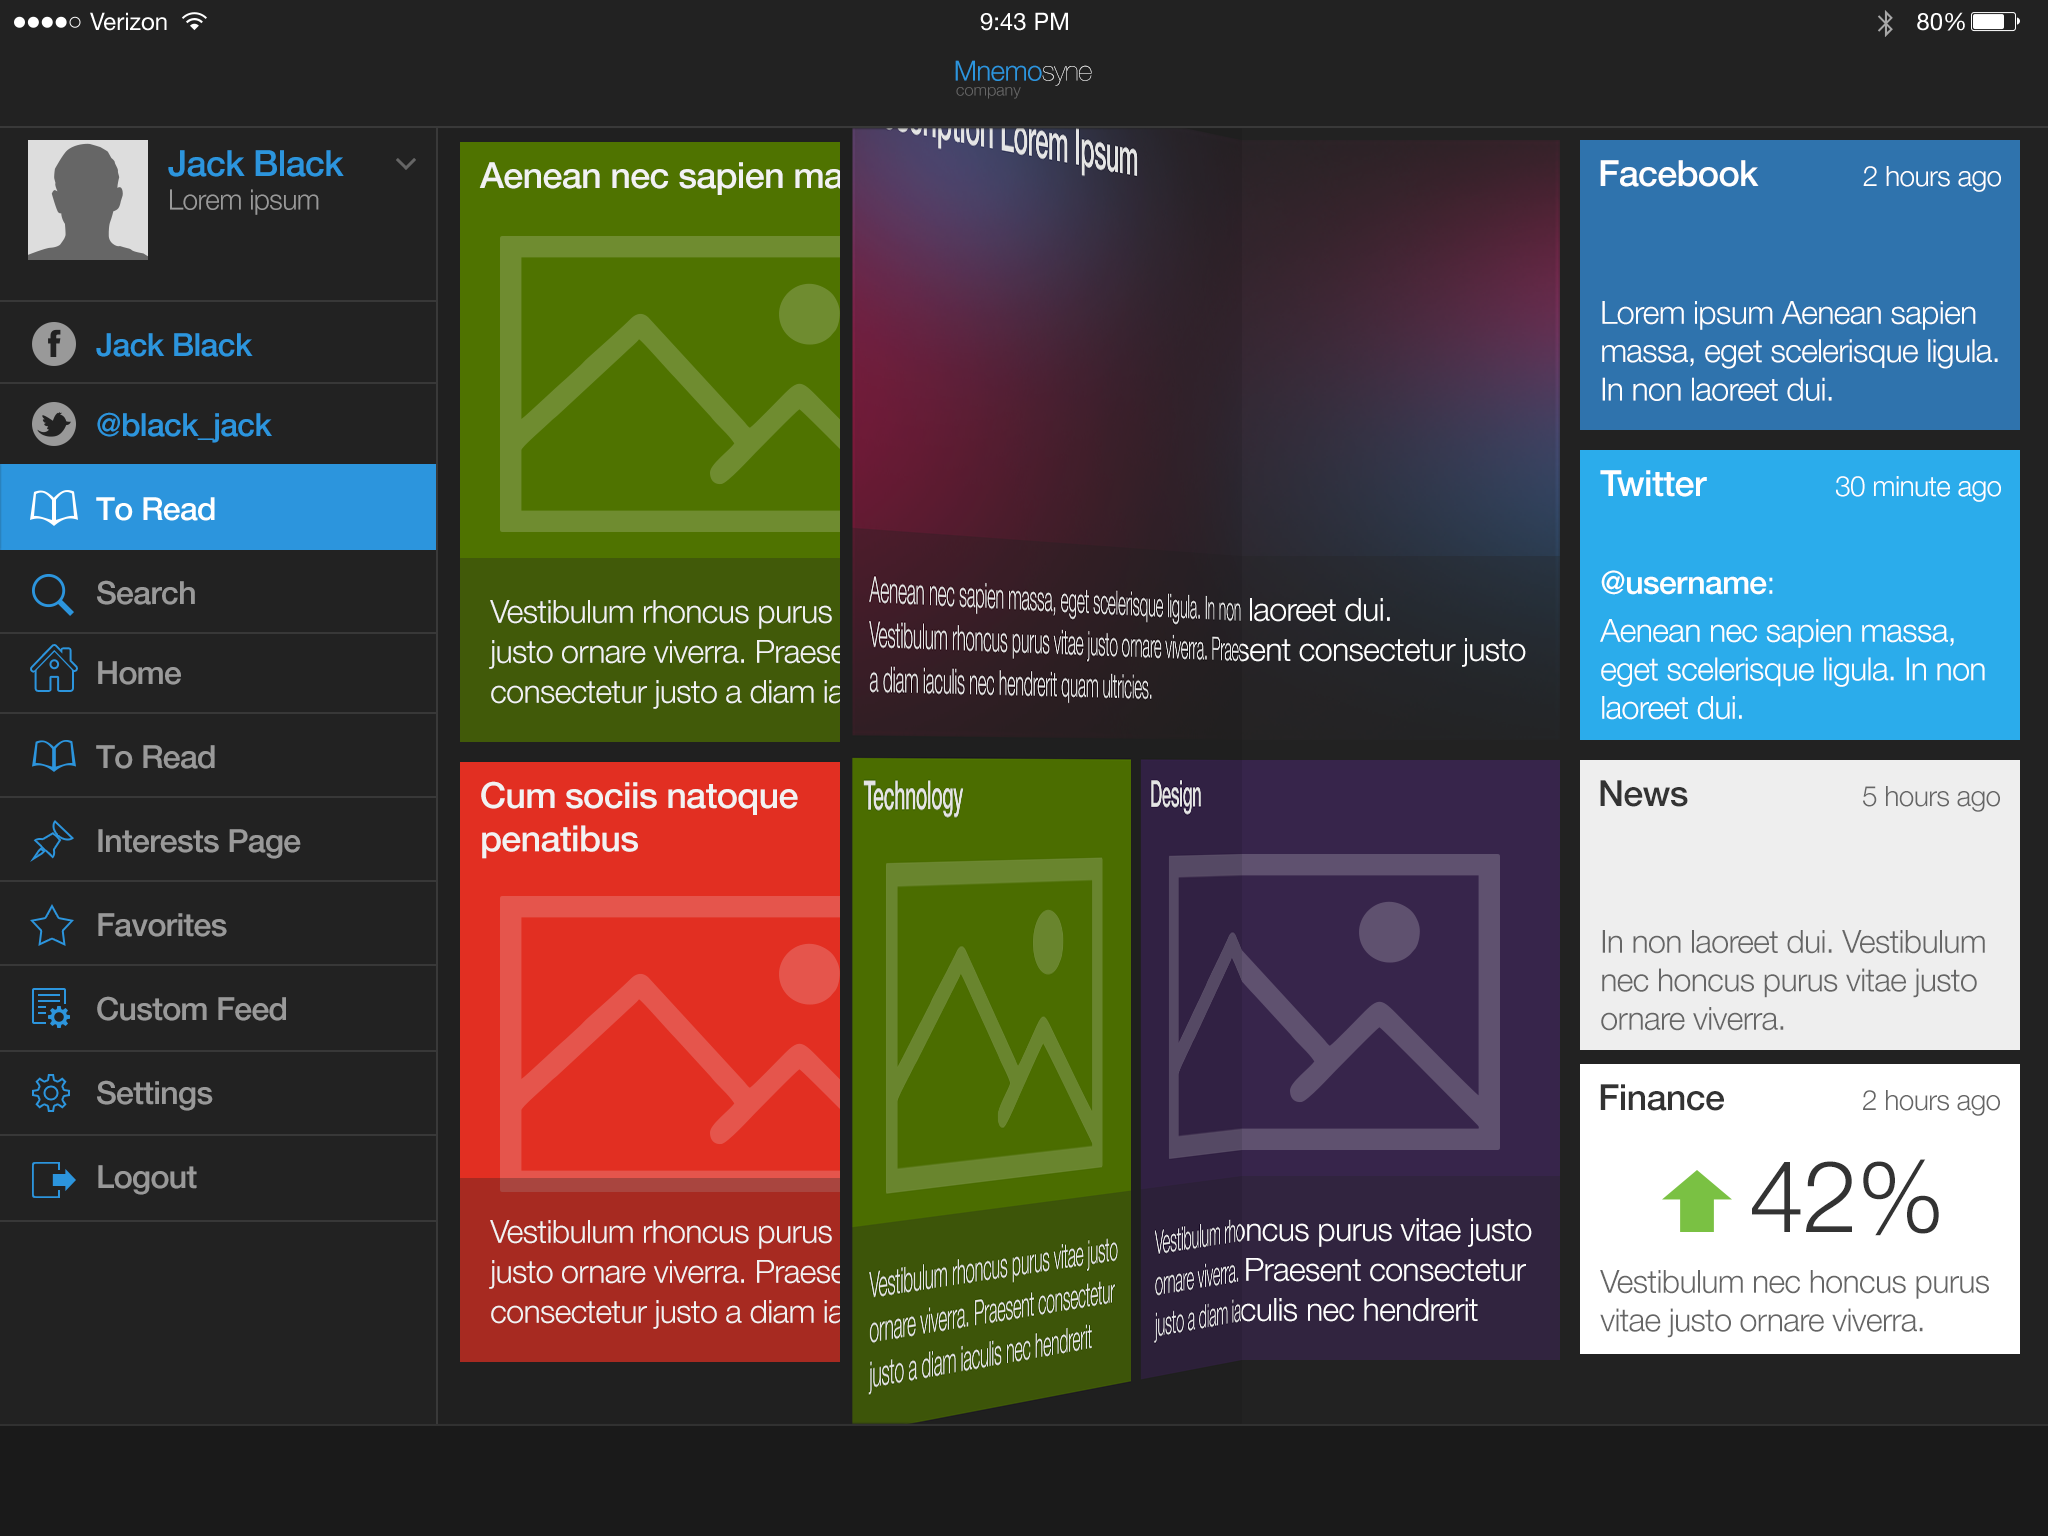 Verizon
9:43 PM
80%
Mnemosyne
company
Jack Black
Lorem ipsum
Jack Black
@black_jack
To Read
Search
Home
To Read
Interests Page
Favorites
Custom Feed
Settings
Logout
Aenean nec sapien ma
Vestibulum rhoncus purus
justo ornare viverra. Praese
consectetur justo a diam ia
Cum sociis natoque
penatibus
Vestibulum rhoncus purus
justo ornare viverra. Praese
consectetur justo a diam ia
Lorem Ipsum
Aenean nec sapien massa, eget scelerisque ligula. In non laoreet dui.
Vestibulum rhoncus purus vitae justo ornare viverra. Praesent consectetur justo
a diam iaculis nec hendrerit quam ultricies.
Technology
Vestibulum rhoncus purus vitae justo
ornare viverra. Praesent consectetur
justo a diam iaculis nec hendrerit
Design
Vestibulum rhoncus purus vitae justo
ornare viverra. Praesent consectetur
justo a diam iaculis nec hendrerit
Facebook
2 hours ago
Lorem ipsum Aenean sapien
massa, eget scelerisque ligula.
In non laoreet dui.
Twitter
30 minute ago
@username:
Aenean nec sapien massa,
eget scelerisque ligula. In non
laoreet dui.
News
5 hours ago
In non laoreet dui. Vestibulum
nec honcus purus vitae justo
ornare viverra.
Finance
2 hours ago
42%
Vestibulum nec honcus purus
vitae justo ornare viverra.